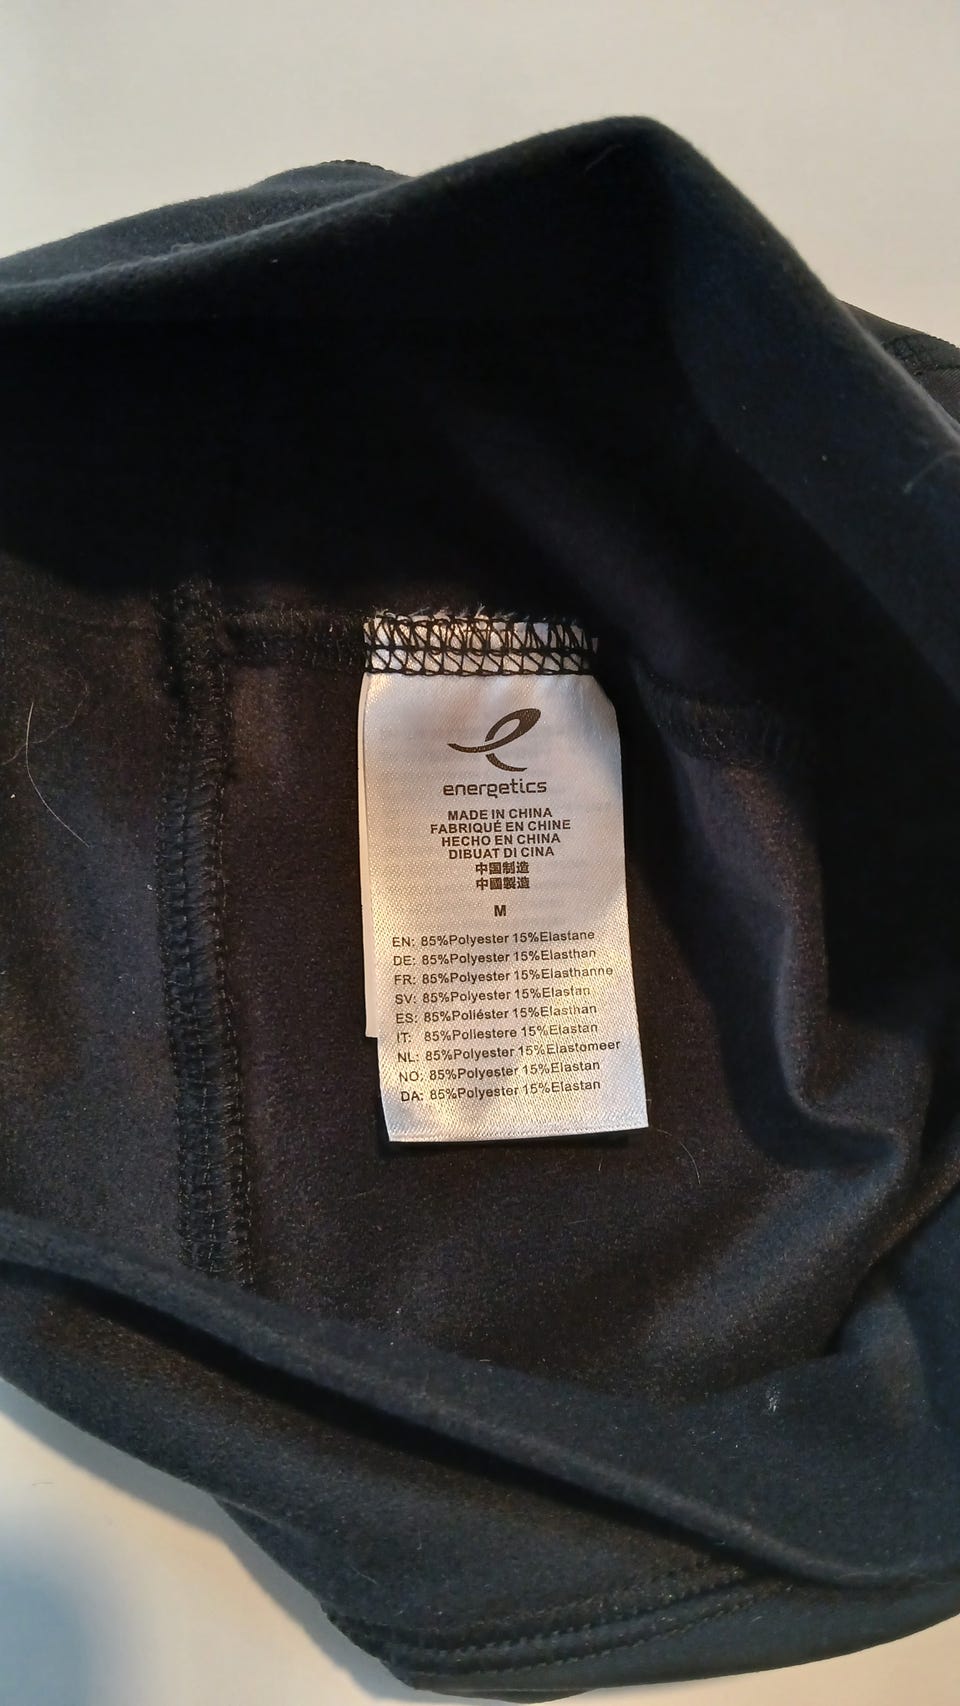 energetics
MADE IN CHINA
FABRIQUÉ EN CHINE
HECHO EN CHINA
DIBUAT DI CINA
中国制造
中國製造
M
EN: 85%Polyester 15%Elastane
DE: 85%Polyester 15%Elasthan
FR: 85%Polyester 15%Elasthanne
SV: 85%Polyester 15%Elastan
ES: 85%Poliéster 15%Elasthan
IT: 85%Poliestere 15%Elastan
NL: 85%Polyester 15%Elastomeer
NO: 85%Polyester 15%Elastan
DA: 85%Polyester 15%Elastan